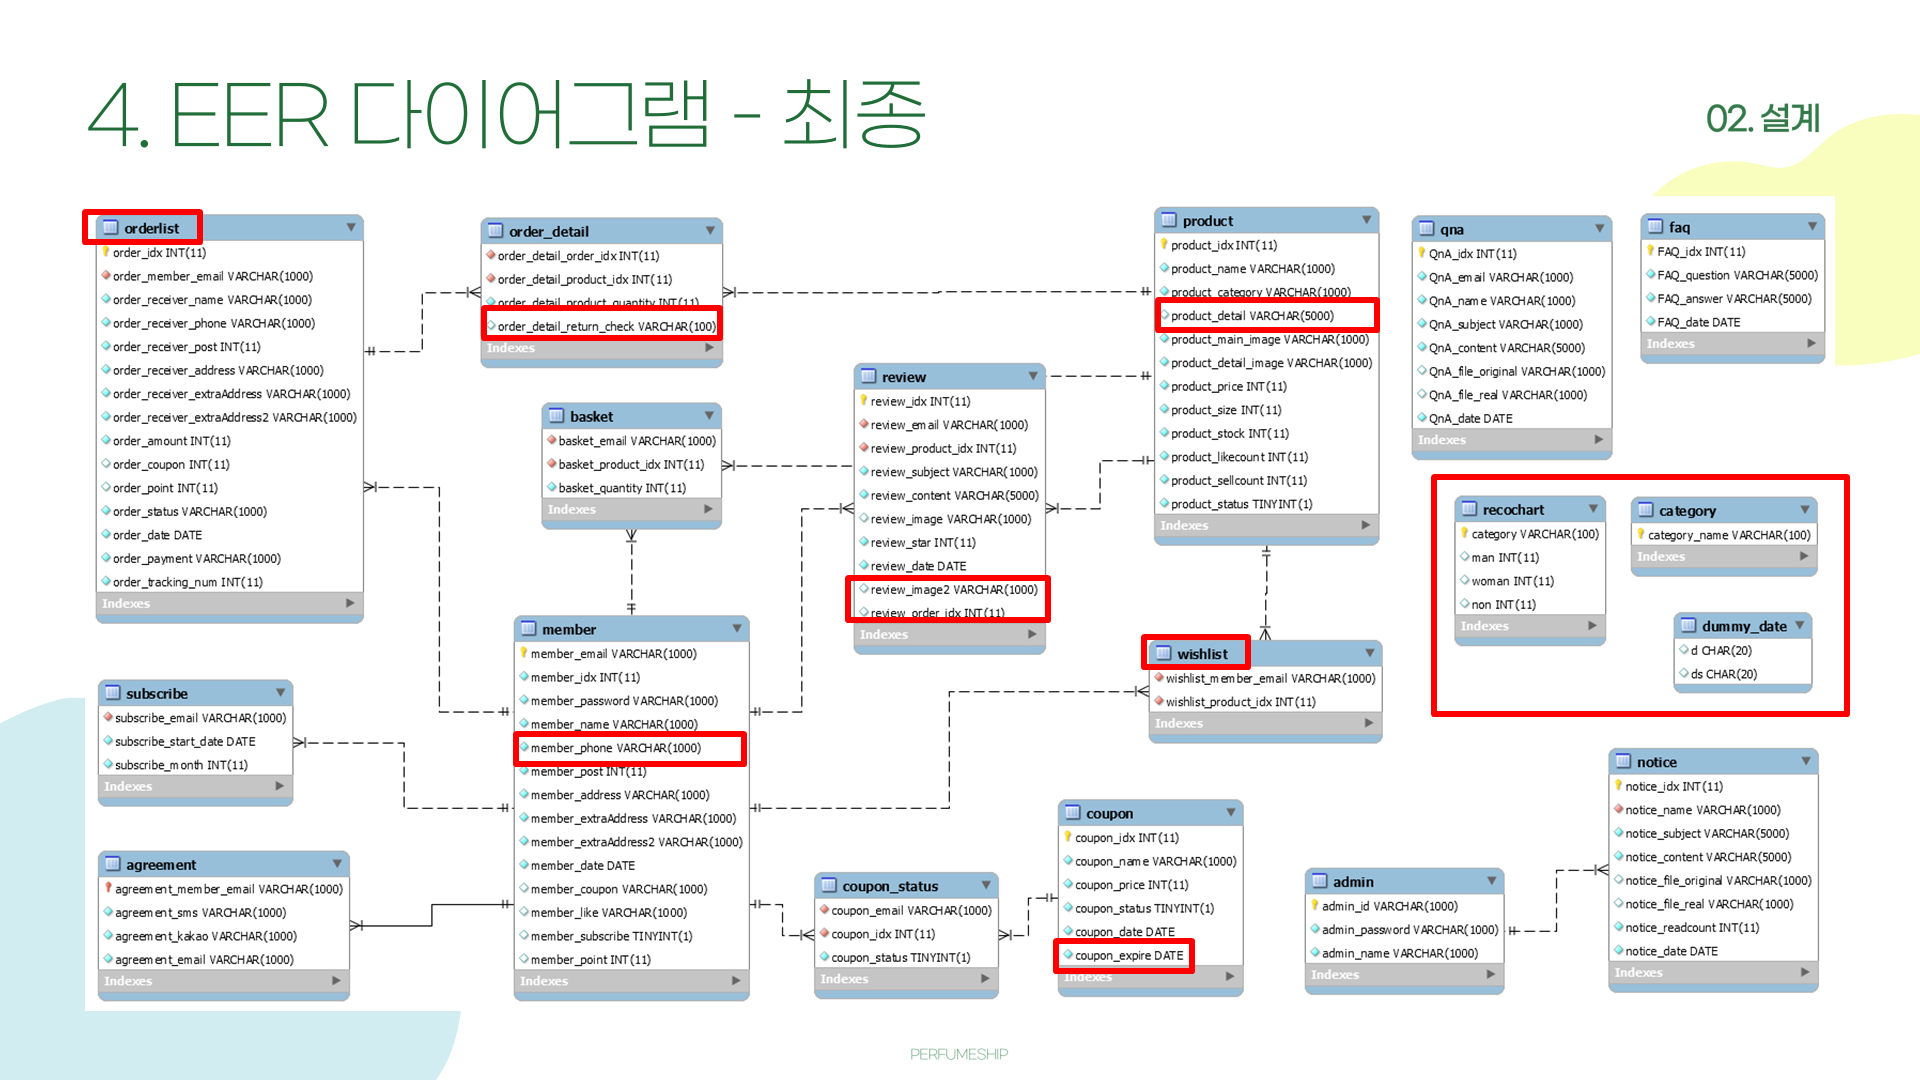 4. EER 다이어그램 - 최종
02. 설계
orderlist
order_idx INT(11)
order_member_email VARCHAR(1000)
order_receiver_name VARCHAR(1000)
order_receiver_phone VARCHAR(1000)
order_receiver_post INT(11)
order_receiver_address VARCHAR(1000)
order_receiver_extraAddress VARCHAR(1000)
order_receiver_extraAddress2 VARCHAR(1000)
order_amount INT(11)
order_coupon INT(11)
order_point INT(11)
order_status VARCHAR(1000)
order_date DATE
order_payment VARCHAR(1000)
order_tracking_num INT(11)
Indexes
order_detail
order_detail_order_idx INT(11)
order_detail_product_idx INT(11)
order_detail_product_quantity INT(11)
order_detail_return_check VARCHAR(100)
Indexes
product
product_idx INT(11)
product_name VARCHAR(1000)
product_category VARCHAR(1000)
product_detail VARCHAR(5000)
product_main_image VARCHAR(1000)
product_detail_image VARCHAR(1000)
product_price INT(11)
product_size INT(11)
product_stock INT(11)
product_likecount INT(11)
product_sellcount INT(11)
product_status TINYINT(1)
Indexes
qna
QnA_idx INT(11)
QnA_email VARCHAR(1000)
QnA_name VARCHAR(1000)
QnA_subject VARCHAR(1000)
QnA_content VARCHAR(5000)
QnA_file_original VARCHAR(1000)
QnA_file_real VARCHAR(1000)
QnA_date DATE
Indexes
faq
FAQ_idx INT(11)
FAQ_question VARCHAR(5000)
FAQ_answer VARCHAR(5000)
FAQ_date DATE
Indexes
basket
basket_email VARCHAR(1000)
basket_product_idx INT(11)
basket_quantity INT(11)
Indexes
review
review_idx INT(11)
review_email VARCHAR(1000)
review_product_idx INT(11)
review_subject VARCHAR(1000)
review_content VARCHAR(5000)
review_image VARCHAR(1000)
review_star INT(11)
review_date DATE
review_image2 VARCHAR(1000)
review_order_idx INT(11)
Indexes
recochart
category VARCHAR(100)
man INT(11)
woman INT(11)
non INT(11)
Indexes
category
category_name VARCHAR(100)
Indexes
dummy_date
d CHAR(20)
ds CHAR(20)
member
member_email VARCHAR(1000)
member_idx INT(11)
member_password VARCHAR(1000)
member_name VARCHAR(1000)
member_phone VARCHAR(1000)
member_post INT(11)
member_address VARCHAR(1000)
member_extraAddress VARCHAR(1000)
member_extraAddress2 VARCHAR(1000)
member_date DATE
member_coupon VARCHAR(1000)
member_like VARCHAR(1000)
member_subscribe TINYINT(1)
member_point INT(11)
Indexes
wishlist
wishlist_member_email VARCHAR(1000)
wishlist_product_idx INT(11)
Indexes
subscribe
subscribe_email VARCHAR(1000)
subscribe_start_date DATE
subscribe_month INT(11)
Indexes
agreement
agreement_member_email VARCHAR(1000)
agreement_sms VARCHAR(1000)
agreement_kakao VARCHAR(1000)
agreement_email VARCHAR(1000)
Indexes
coupon_status
coupon_email VARCHAR(1000)
coupon_idx INT(11)
coupon_status TINYINT(1)
Indexes
coupon
coupon_idx INT(11)
coupon_name VARCHAR(1000)
coupon_price INT(11)
coupon_status TINYINT(1)
coupon_date DATE
coupon_expire DATE
Indexes
admin
admin_id VARCHAR(1000)
admin_password VARCHAR(1000)
admin_name VARCHAR(1000)
Indexes
notice
notice_idx INT(11)
notice_name VARCHAR(1000)
notice_subject VARCHAR(5000)
notice_content VARCHAR(5000)
notice_file_original VARCHAR(1000)
notice_file_real VARCHAR(1000)
notice_readcount INT(11)
notice_date DATE
Indexes
PERFUMESHIP